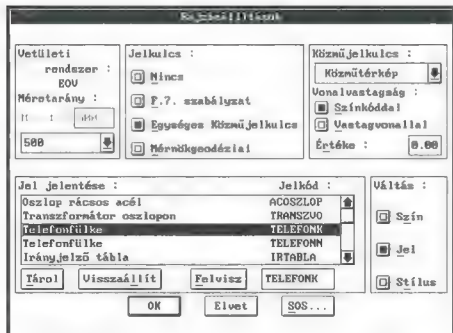 Rajzbeállítások
Vetületi
rendszer :
EOV
Méretarány :
M : 500
500
Jelkulcs :
Nincs
F.7. szabályzat
Egységes Közműjelkulcs
Mérnökgeodéziai
Közműjelkulcs :
Közműtérkép
Vonalvastagság :
Színkóddal
Vastagvonallal
Értéke : 0.00
Jel jelentése : Jelkód :
Oszlop rácsos acél ACOSZLOP
Transzformátor oszlopon TRANSZVO
Telefonfülke TELEFONK
Telefonfülke TELEFONN
Irányjelző tábla IRTABLA
Tárol Visszaállít Felvisz TELEFONK
Váltás :
Szín
Jel
Stílus
OK Elvet SOS...